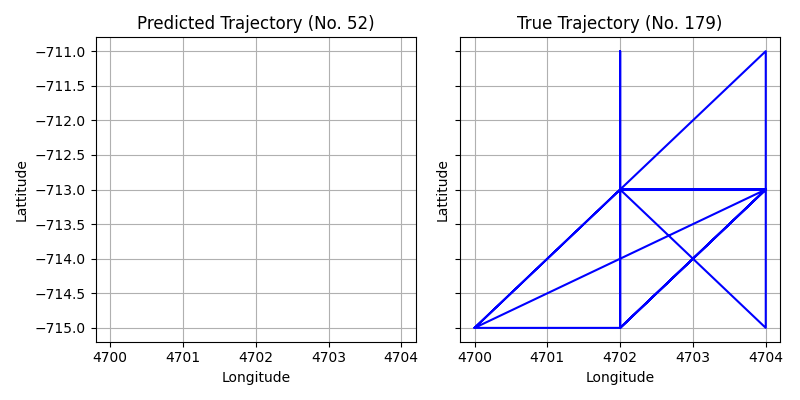 Predicted Trajectory (No. 52)
True Trajectory (No. 179)
Lattitude
−711.0
−711.5
−712.0
−712.5
−713.0
−713.5
−714.0
−714.5
−715.0
4700 4701 4702 4703 4704
Longitude
Lattitude
4700 4701 4702 4703 4704
Longitude